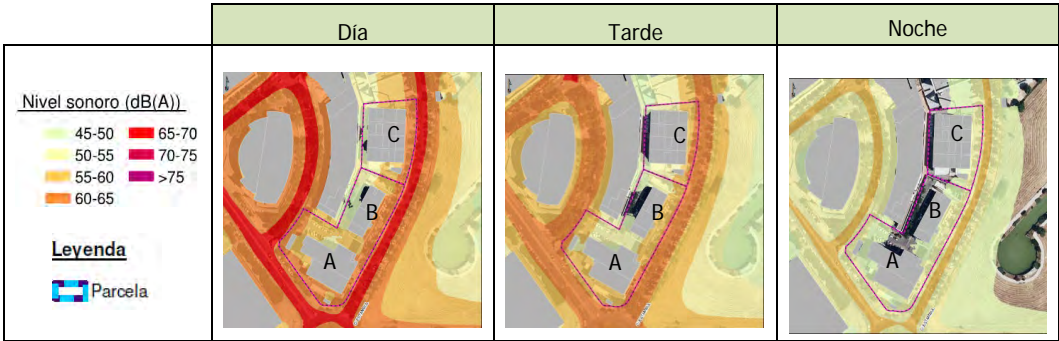 Día
Tarde
Noche
Nivel sonoro (dB(A))
45-50
50-55
55-60
60-65
65-70
70-75
>75
Leyenda
Parcela
C
B
A
C
B
A
C
B
A